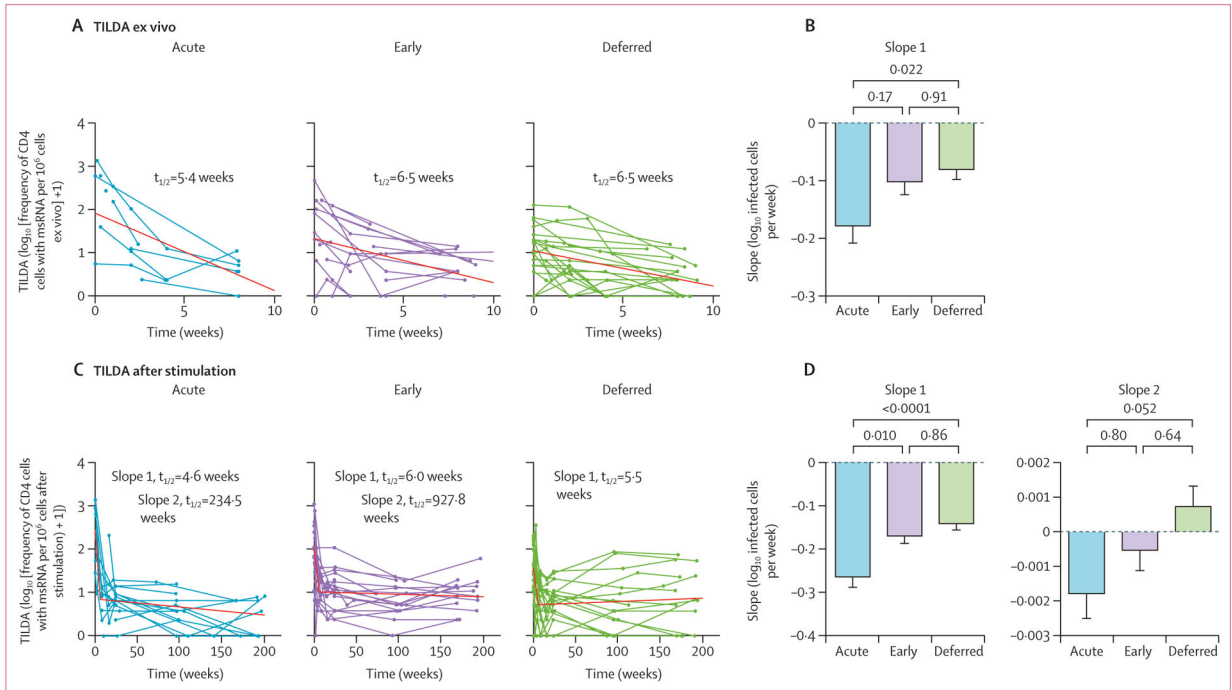 A TILDA ex vivo
Acute
Early
Deferred
TILDA (log₁₀ [frequency of CD4
cells with msRNA per 10⁶ cells
ex vivo] +1)
4
3
2
1
0
t₁/₂=5·4 weeks
t₁/₂=6·5 weeks
t₁/₂=6·5 weeks
0 5 10
0 5 10
0 5 10
Time (weeks)
Time (weeks)
Time (weeks)
B
Slope 1
0·022
0·17 0·91
Slope (log₁₀ infected cells
per week)
0
–0·1
–0·2
–0·3
Acute Early Deferred
C TILDA after stimulation
Acute
Early
Deferred
TILDA (log₁₀ [frequency of CD4 cells
with msRNA per 10⁶ cells after
stimulation) + 1])
4
3
2
1
0
Slope 1, t₁/₂=4·6 weeks
Slope 2, t₁/₂=234·5
weeks
Slope 1, t₁/₂=6·0 weeks
Slope 2, t₁/₂=927·8
weeks
Slope 1, t₁/₂=5·5
weeks
0 50 100 150 200
0 50 100 150 200
0 50 100 150 200
Time (weeks)
Time (weeks)
Time (weeks)
D
Slope 1
<0·0001
0·010 0·86
Slope (log₁₀ infected cells
per week)
0
–0·1
–0·2
–0·3
–0·4
Acute Early Deferred
Slope 2
0·052
0·80 0·64
0·002
0·001
0
–0·001
–0·002
–0·003
Acute Early Deferred